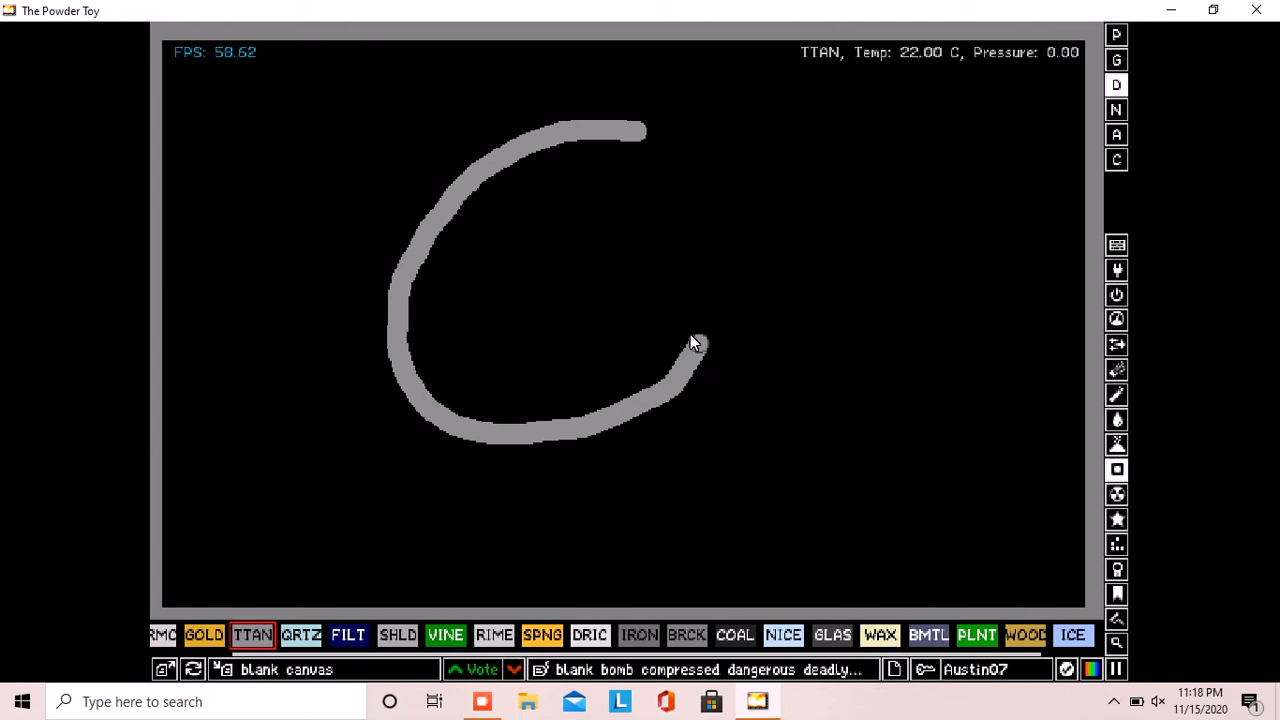 The Powder Toy
FPS: 58.62
TTAN, Temp: 22.00 C, Pressure: 0.00
P
G
D
N
A
C
RMC GOLD TTAN QRTZ FILT SHLD VINE RIME SPNG DRIC IRON BRCK COAL NICE GLAS WAX BMTL PLNT WOOD ICE
blank canvas Vote blank bomb compressed dangerous deadly... Austin07
Type here to search
L
11:18 PM
11/15/2020
1